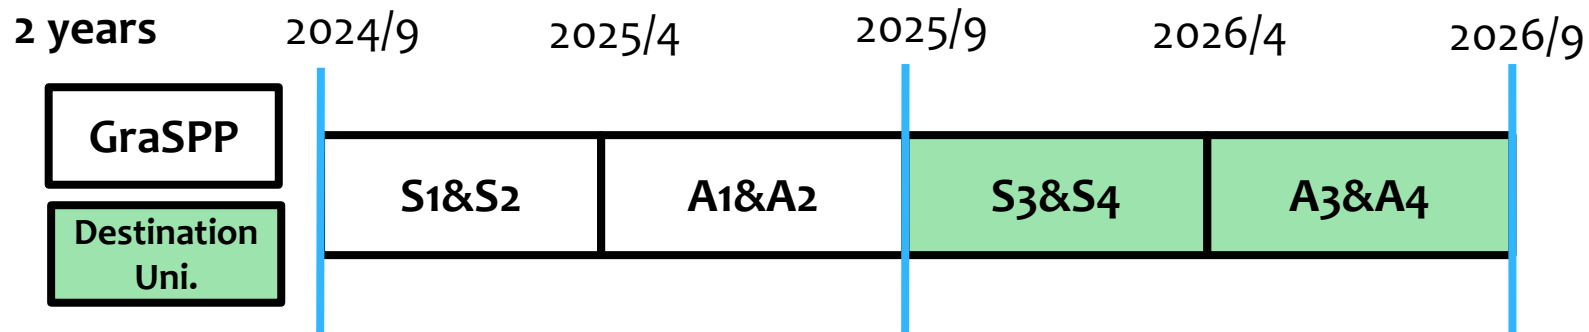 2 years
2024/9
2025/4
2025/9
2026/4
2026/9
GraSPP
S1&S2
A1&A2
S3&S4
A3&A4
Destination
Uni.